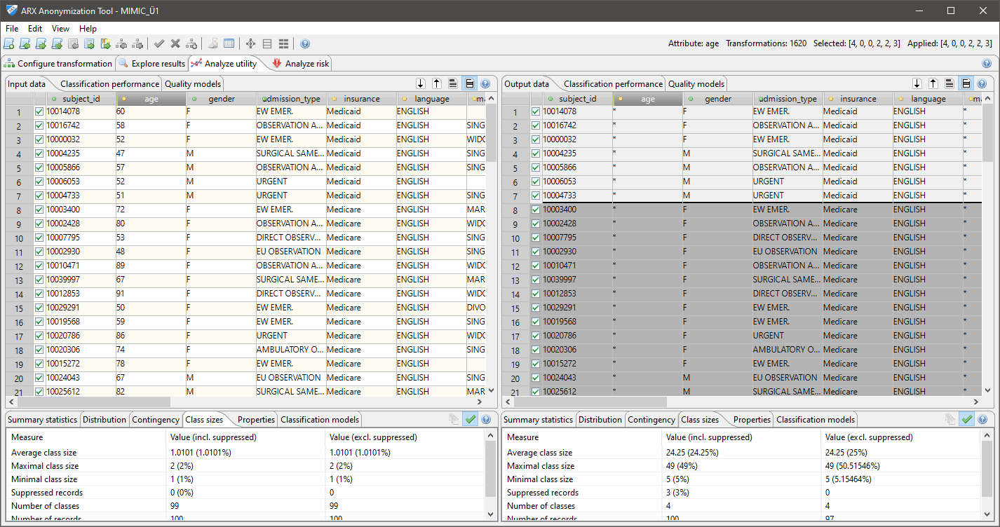 ARX Anonymization Tool - MIMIC_Ü1
File Edit View Help
Attribute: age Transformations: 1620 Selected: [4, 0, 0, 2, 2, 3] Applied: [4, 0, 0, 2, 2, 3]
Configure transformation Explore results Analyze utility Analyze risk
Input data Classification performance Quality models
subject_id age gender dmission_type insurance language ma
1 10014078 60 F EW EMER. Medicaid ENGLISH
2 10016742 58 F OBSERVATION A... Medicaid ENGLISH SING
3 10000032 52 F EW EMER. Medicaid ENGLISH WIDO
4 10004235 47 M SURGICAL SAME... Medicaid ENGLISH SING
5 10005866 57 M OBSERVATION A... Medicaid ENGLISH SING
6 10006053 52 M URGENT Medicaid ENGLISH
7 10004733 51 M URGENT Medicaid ENGLISH SING
8 10003400 72 F EW EMER. Medicare ENGLISH MAR
9 10002428 80 F OBSERVATION A... Medicare ENGLISH WIDO
10 10007795 53 F DIRECT OBSERV... Medicare ENGLISH SING
11 10002930 48 F EU OBSERVATION Medicare ENGLISH SING
12 10010471 89 F OBSERVATION A... Medicare ENGLISH WIDO
13 10039997 67 F SURGICAL SAME... Medicare ENGLISH MAR
14 10012853 91 F DIRECT OBSERV... Medicare ENGLISH WIDO
15 10029291 50 F EW EMER. Medicare ENGLISH DIVO
16 10019568 59 F EW EMER. Medicare ENGLISH SING
17 10020786 86 F URGENT Medicare ENGLISH WIDO
18 10020306 74 F AMBULATORY O... Medicare ENGLISH SING
19 10015272 78 F EW EMER. Medicare ENGLISH
20 10024043 67 M EU OBSERVATION Medicare ENGLISH SING
21 10025612 82 M SURGICAL SAME... Medicare ENGLISH MAR
Output data Classification performance Quality models
subject_id age gender dmission_type insurance language ma
1 10014078 * F EW EMER. Medicaid ENGLISH *
2 10016742 * F OBSERVATION A... Medicaid ENGLISH *
3 10000032 * F EW EMER. Medicaid ENGLISH *
4 10004235 * M SURGICAL SAME... Medicaid ENGLISH *
5 10005866 * M OBSERVATION A... Medicaid ENGLISH *
6 10006053 * M URGENT Medicaid ENGLISH *
7 10004733 * M URGENT Medicaid ENGLISH *
8 10003400 * F EW EMER. Medicare ENGLISH *
9 10002428 * F OBSERVATION A... Medicare ENGLISH *
10 10007795 * F DIRECT OBSERV... Medicare ENGLISH *
11 10002930 * F EU OBSERVATION Medicare ENGLISH *
12 10010471 * F OBSERVATION A... Medicare ENGLISH *
13 10039997 * F SURGICAL SAME... Medicare ENGLISH *
14 10012853 * F DIRECT OBSERV... Medicare ENGLISH *
15 10029291 * F EW EMER. Medicare ENGLISH *
16 10019568 * F EW EMER. Medicare ENGLISH *
17 10020786 * F URGENT Medicare ENGLISH *
18 10020306 * F AMBULATORY O... Medicare ENGLISH *
19 10015272 * F EW EMER. Medicare ENGLISH *
20 10024043 * M EU OBSERVATION Medicare ENGLISH *
21 10025612 * M SURGICAL SAME... Medicare ENGLISH *
Summary statistics Distribution Contingency Class sizes Properties Classification models
Measure Value (incl. suppressed) Value (excl. suppressed)
Average class size 1.0101 (1.0101%) 1.0101 (1.0101%)
Maximal class size 2 (2%) 2 (2%)
Minimal class size 1 (1%) 1 (1%)
Suppressed records 0 (0%) 0
Number of classes 99 99
Number of records 100 100
Summary statistics Distribution Contingency Class sizes Properties Classification models
Measure Value (incl. suppressed) Value (excl. suppressed)
Average class size 24.25 (24.25%) 24.25 (25%)
Maximal class size 49 (49%) 49 (50.51546%)
Minimal class size 5 (5%) 5 (5.15464%)
Suppressed records 3 (3%) 0
Number of classes 4 4
Number of records 100 97